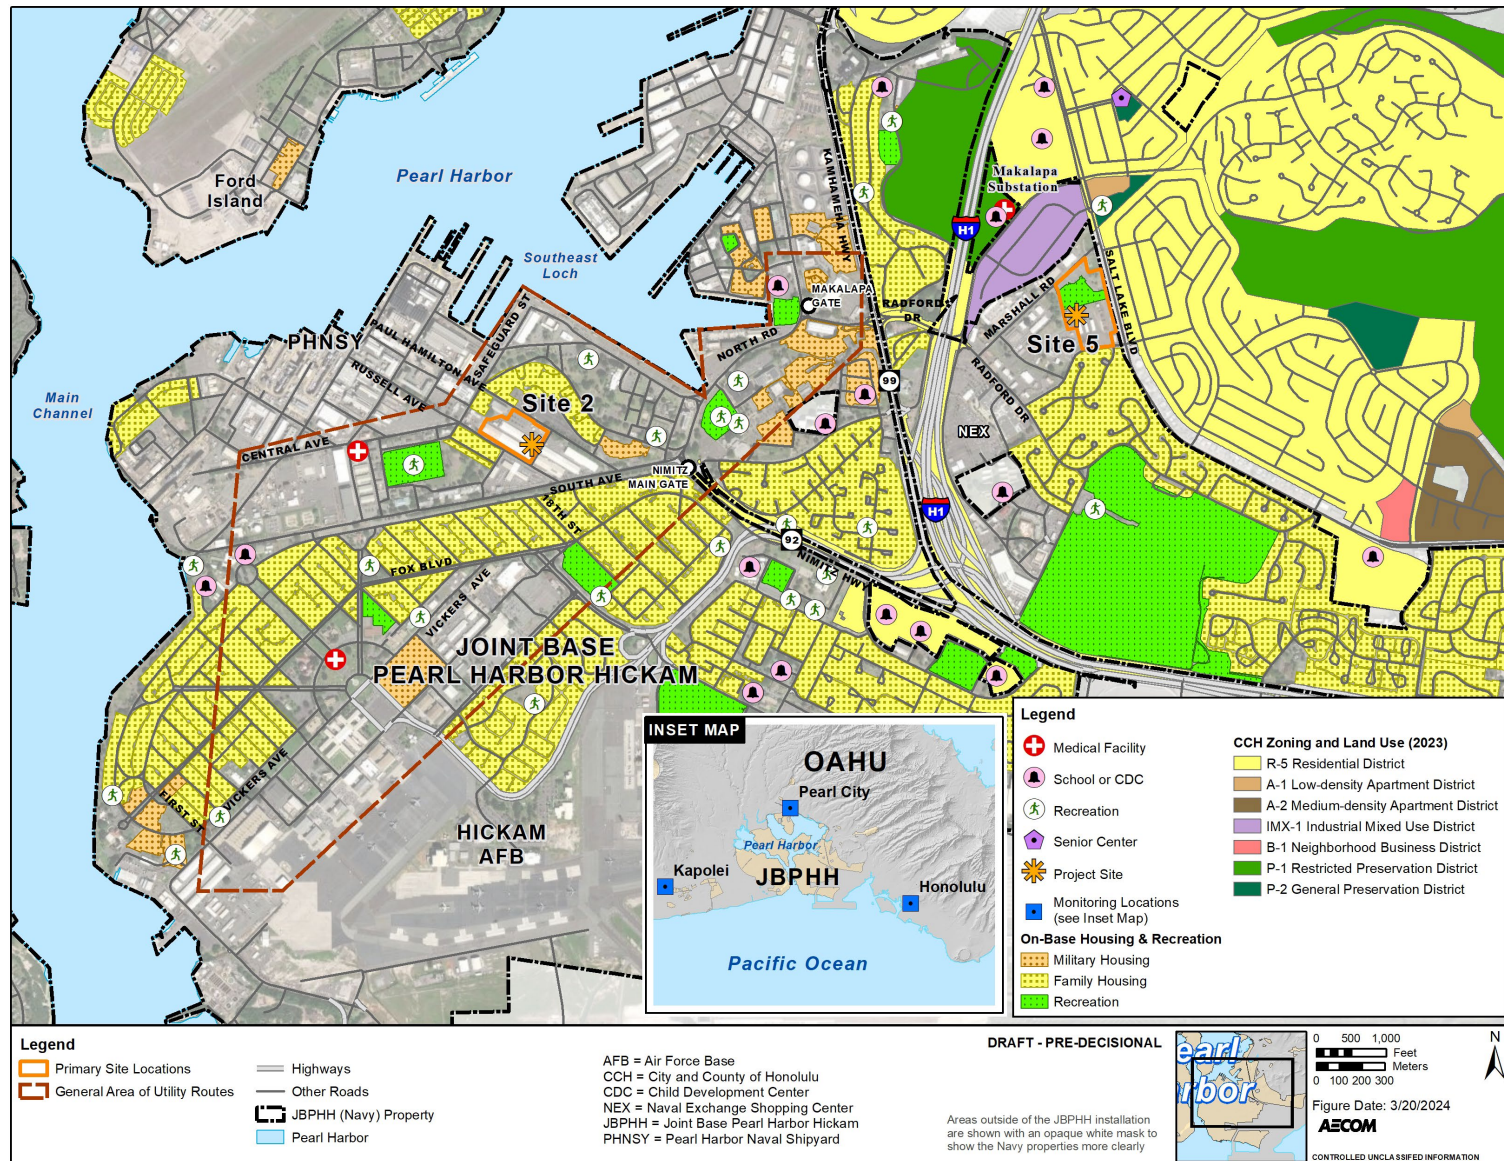 Ford
Island
Pearl Harbor
Southeast
Loch
Main
Channel
PHNSY
PAUL HAMILTON AVE
RUSSELL AVE
SAFEGUARD ST
CENTRAL AVE
Site 2
SOUTH AVE
18TH ST
NIMITZ
MAIN GATE
NORTH RD
MAKALAPA
GATE
KAMHAMEHA HWY
RADFORD
DR
H1
Makalapa
Substation
MARSHALL RD
Site 5
SALT LAKE BLVD
RADFORD DR
99
NEX
H1
92
NIMITZ HWY
FOX BLVD
VICKERS AVE
JOINT BASE
PEARL HARBOR HICKAM
VICKERS AVE
FIRST ST
HICKAM
AFB
INSET MAP
OAHU
Pearl City
Pearl Harbor
Kapolei
JBPHH
Honolulu
Pacific Ocean
Legend
Medical Facility
School or CDC
Recreation
Senior Center
Project Site
Monitoring Locations
(see Inset Map)
On-Base Housing & Recreation
Military Housing
Family Housing
Recreation
CCH Zoning and Land Use (2023)
R-5 Residential District
A-1 Low-density Apartment District
A-2 Medium-density Apartment District
IMX-1 Industrial Mixed Use District
B-1 Neighborhood Business District
P-1 Restricted Preservation District
P-2 General Preservation District
Legend
Primary Site Locations
General Area of Utility Routes
Highways
Other Roads
JBPHH (Navy) Property
Pearl Harbor
AFB = Air Force Base
CCH = City and County of Honolulu
CDC = Child Development Center
NEX = Naval Exchange Shopping Center
JBPHH = Joint Base Pearl Harbor Hickam
PHNSY = Pearl Harbor Naval Shipyard
DRAFT - PRE-DECISIONAL
Areas outside of the JBPHH installation
are shown with an opaque white mask to
show the Navy properties more clearly
earl
rbor
0 500 1,000
Feet
Meters
0 100 200 300
N
Figure Date: 3/20/2024
AECOM
CONTROLLED UNCLASSIFED INFORMATION